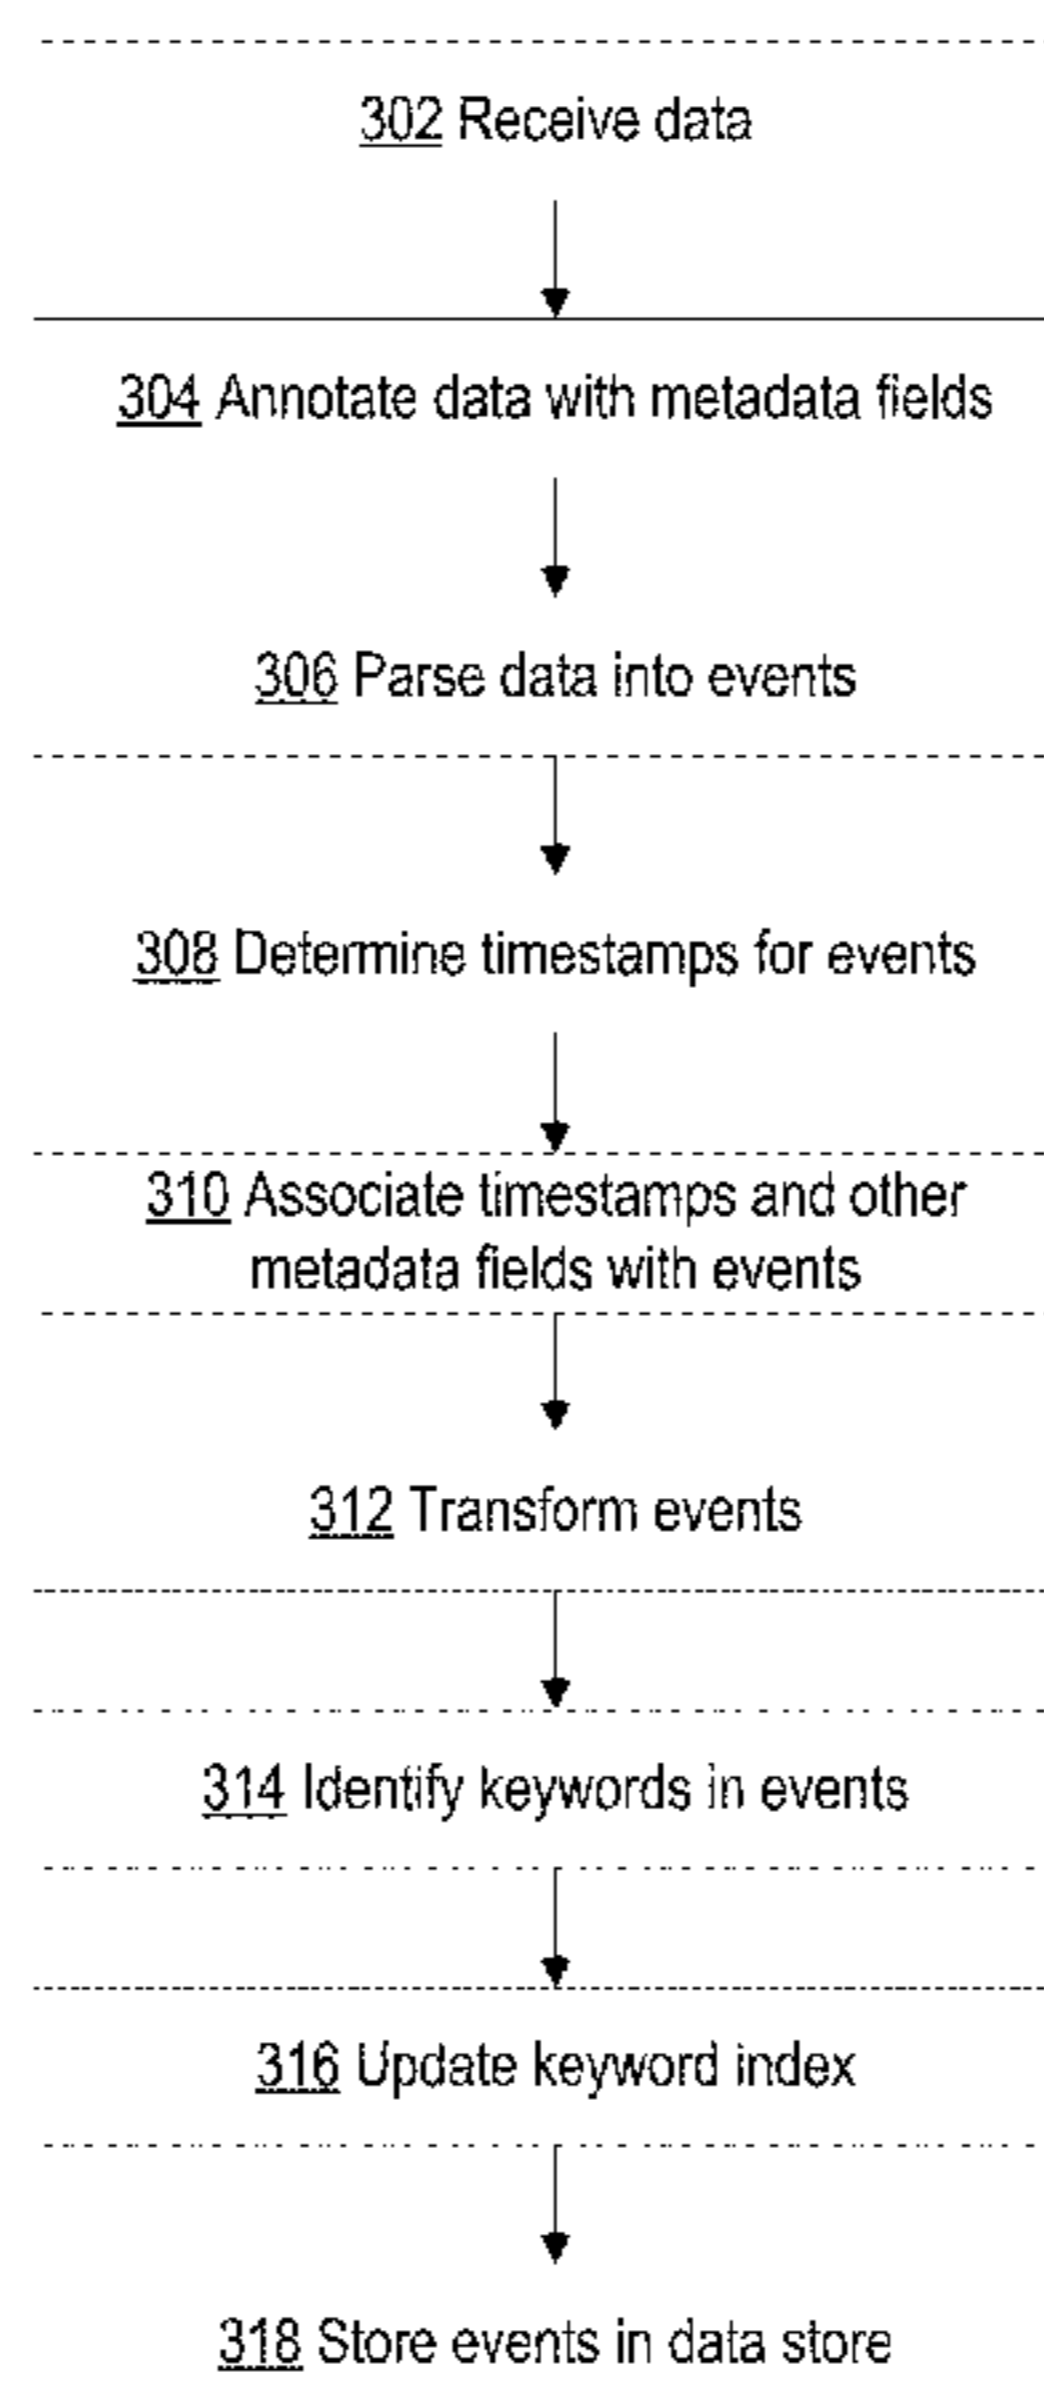 302 Receive data
304 Annotate data with metadata fields
306 Parse data into events
308 Determine timestamps for events
310 Associate timestamps and other
metadata fields with events
312 Transform events
314 Identify keywords in events
316 Update keyword index
318 Store events in data store